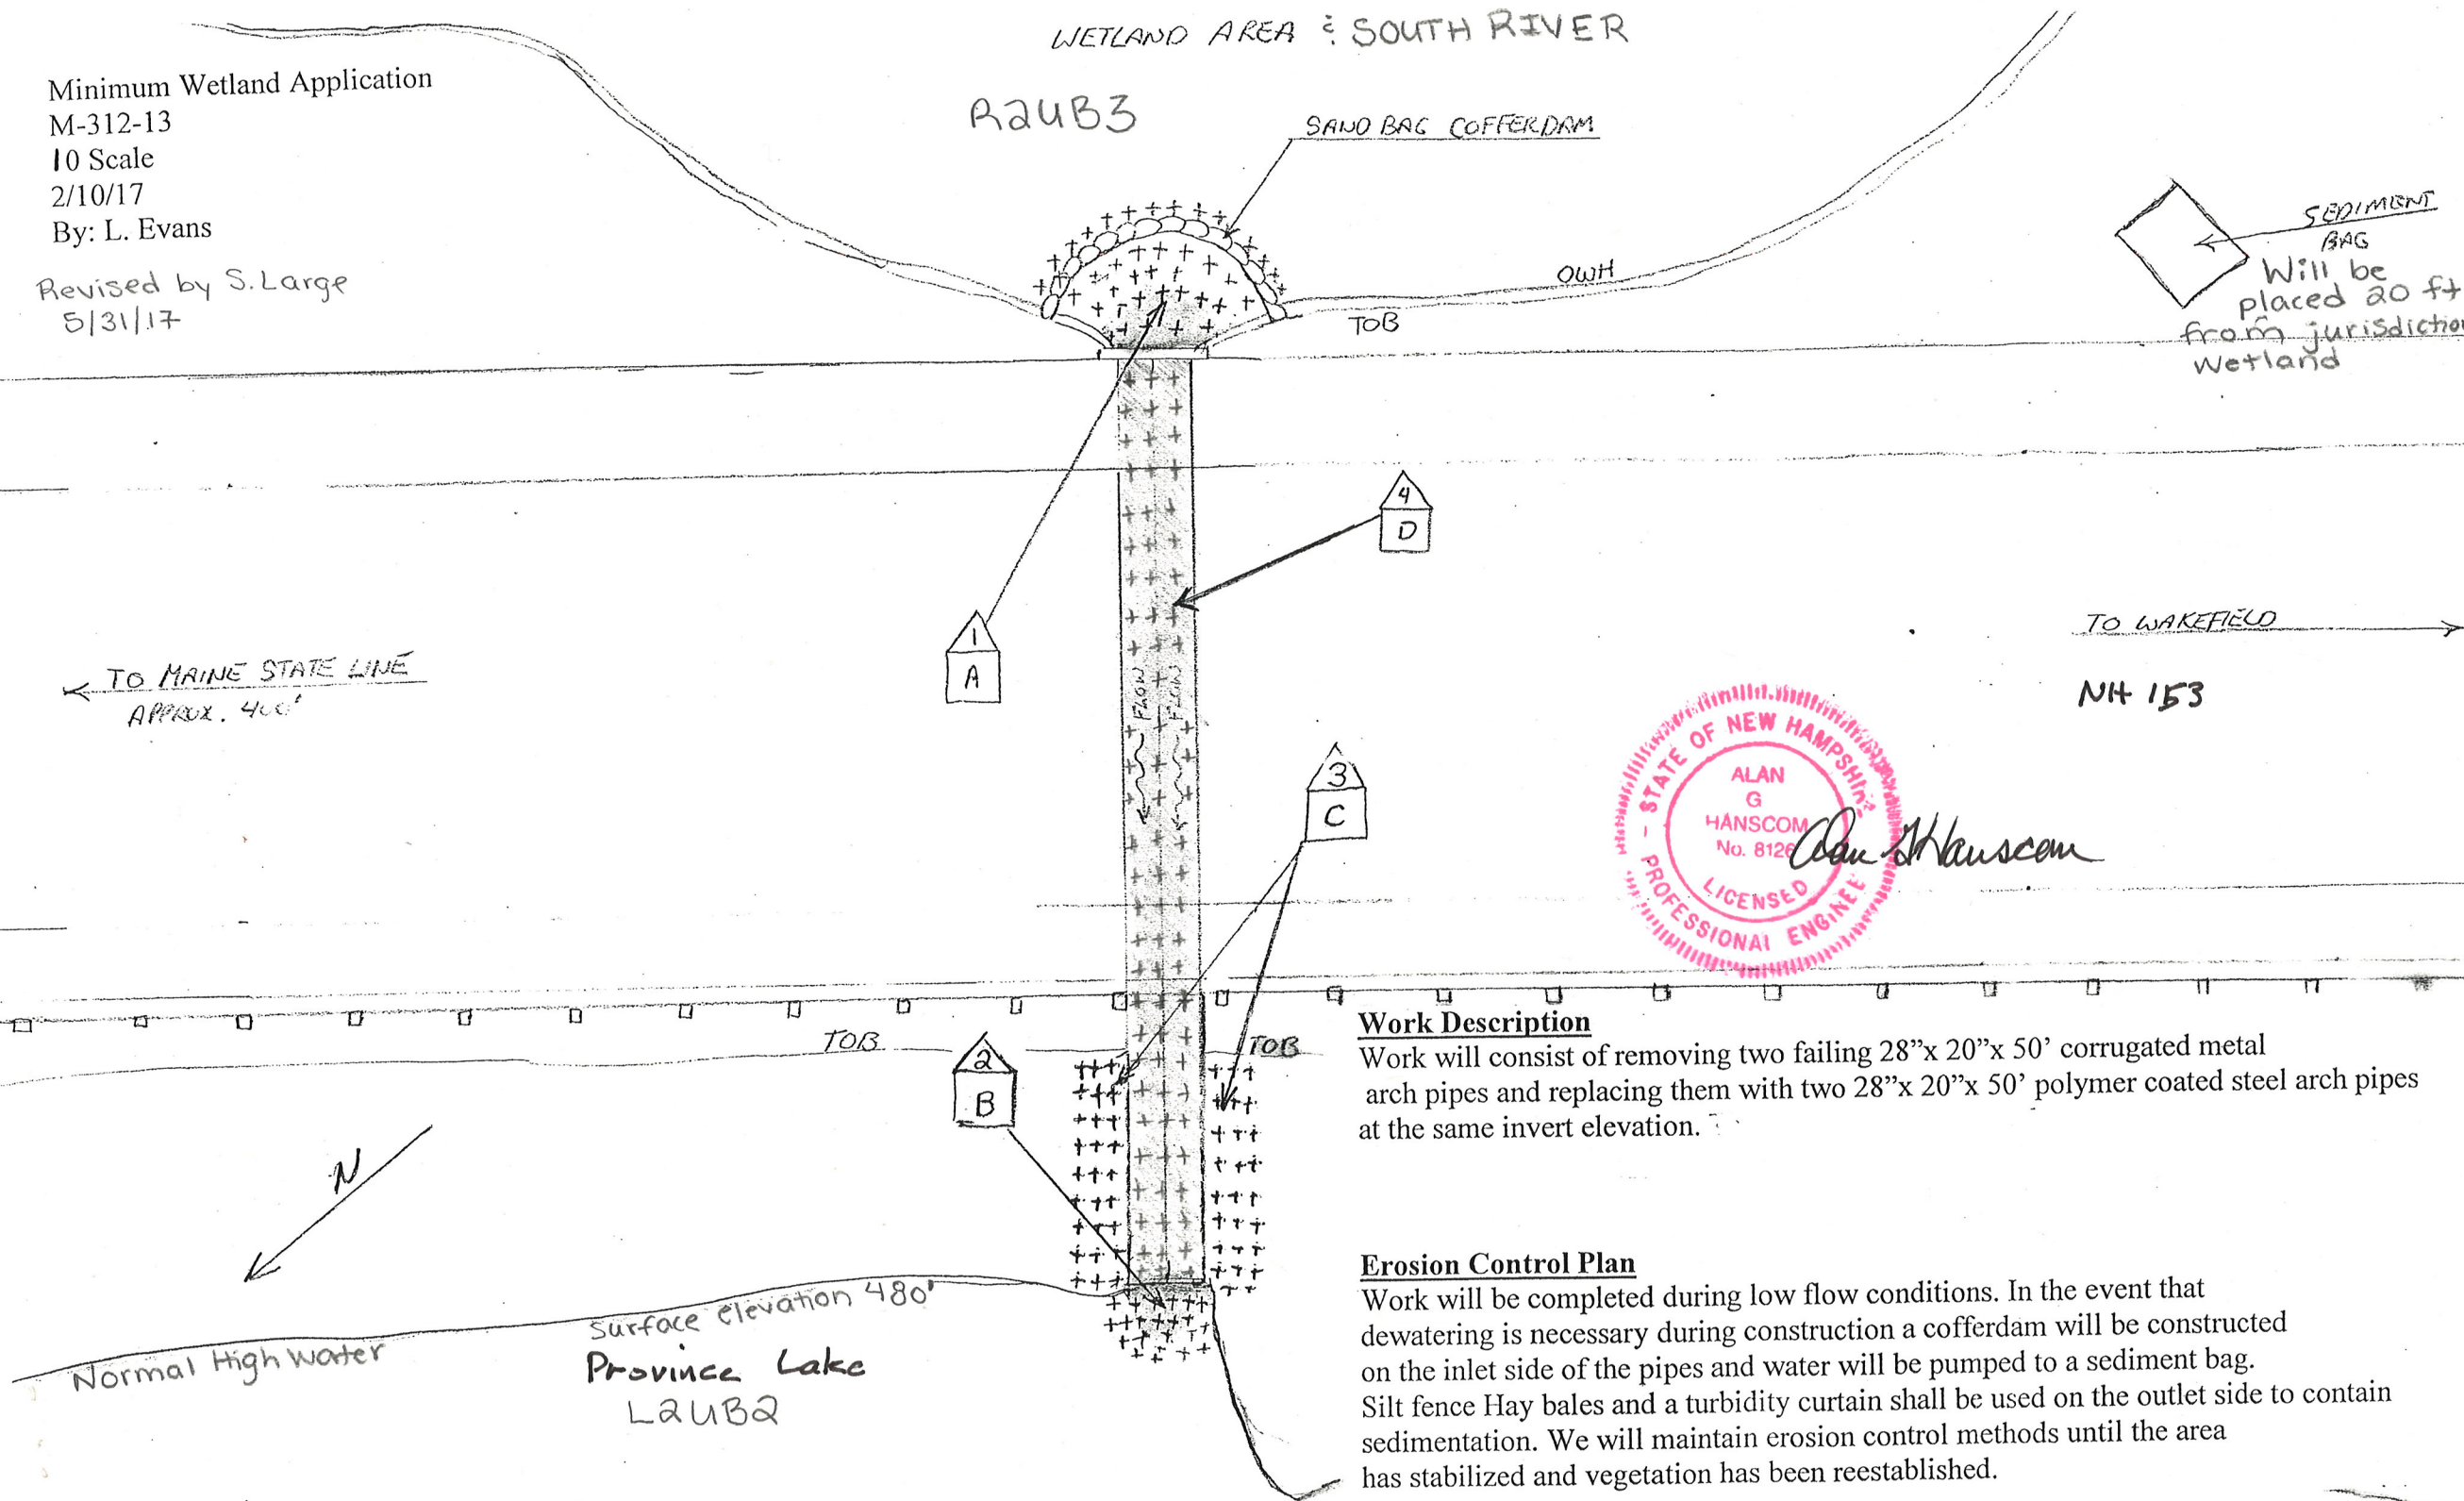 WETLAND AREA & SOUTH RIVER
Minimum Wetland Application
M-312-13
10 Scale
2/10/17
By: L. Evans
Revised by S. Large
5/31/17
R2UB3
SAND BAG COFFERDAM
SEDIMENT
BAG
Will be
placed 20 ft
from jurisdiction
wetland
OWH
TOB
4
D
1
A
TO MAINE STATE LINE
APPROX. 400'
FLOW
FLOW
TO WAKEFIELD
NH 153
3
C
STATE OF NEW HAMPSHIRE
ALAN
G
HANSCOM
No. 8126
LICENSED
PROFESSIONAL ENGINEE
Alan G Hanscom
TOB
TOB
2
B
N
Work Description
Work will consist of removing two failing 28”x 20”x 50’ corrugated metal
arch pipes and replacing them with two 28”x 20”x 50’ polymer coated steel arch pipes
at the same invert elevation.
Surface elevation 480'
Normal High Water
Province Lake
L2UB2
Erosion Control Plan
Work will be completed during low flow conditions. In the event that
dewatering is necessary during construction a cofferdam will be constructed
on the inlet side of the pipes and water will be pumped to a sediment bag.
Silt fence Hay bales and a turbidity curtain shall be used on the outlet side to contain
sedimentation. We will maintain erosion control methods until the area
has stabilized and vegetation has been reestablished.